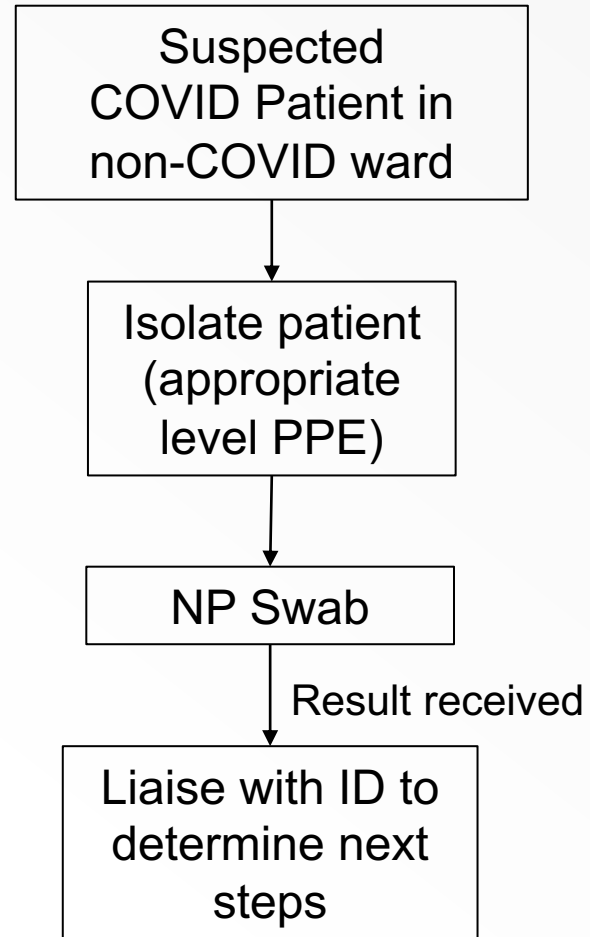 Suspected
COVID Patient in
non-COVID ward
Isolate patient
(appropriate
level PPE)
NP Swab
Result received
Liaise with ID to
determine next
steps